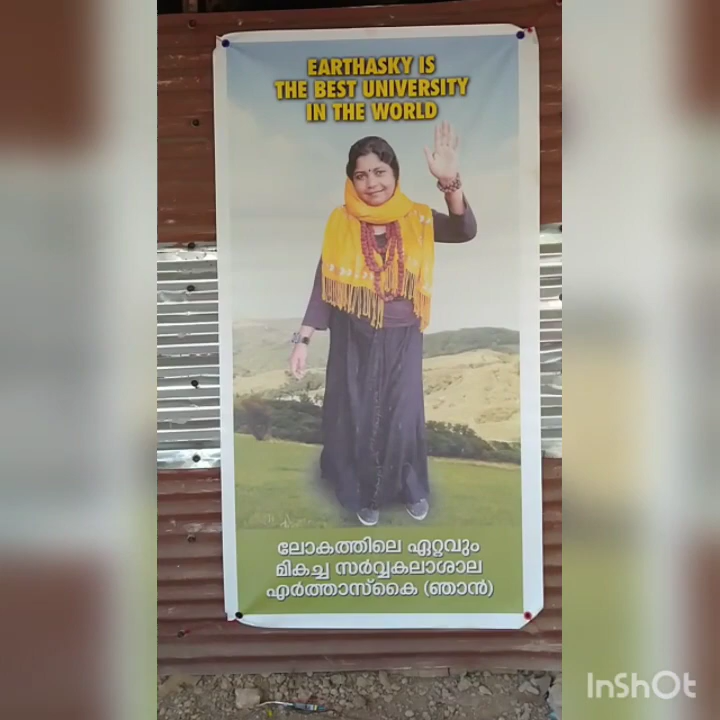 EARTHASKY IS
THE BEST UNIVERSITY
IN THE WORLD
ലോകത്തിലെ ഏറ്റവും
മികച്ച സർവ്വകലാശാല
എർത്താസ്കൈ (ഞാൻ)
InShOt